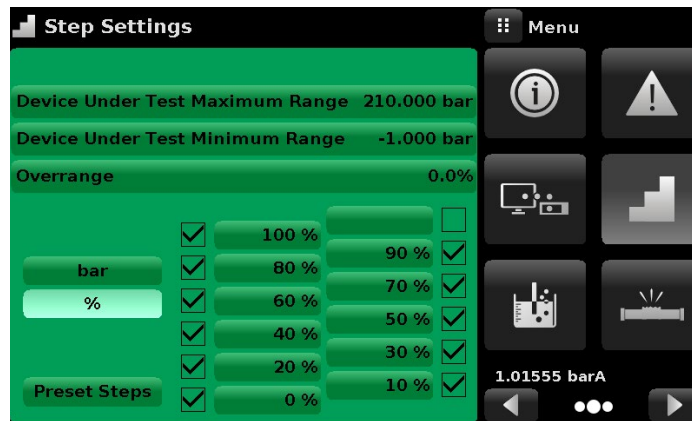 Step Settings
Menu
Device Under Test Maximum Range 210.000 bar
Device Under Test Minimum Range -1.000 bar
Overrange 0.0%
100 %
90 %
bar
80 %
70 %
%
60 %
50 %
40 %
30 %
20 %
10 %
Preset Steps
0 %
1.01555 barA